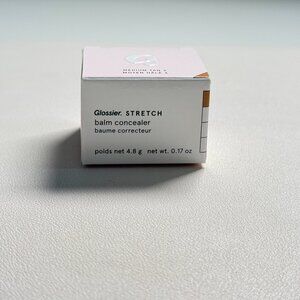 Glossier. STRETCH
balm concealer
baume correcteur
poids net 4.8 g net wt. 0.17 oz